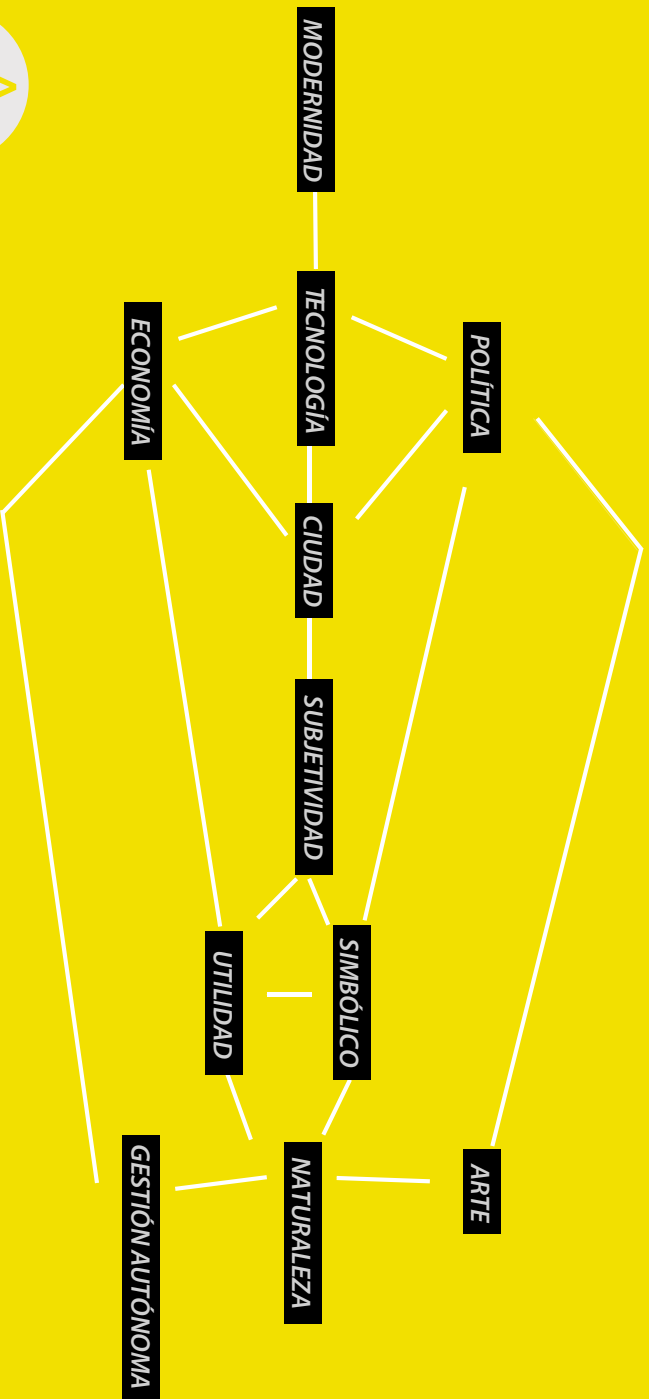 MODERNIDAD
POLÍTICA
TECNOLOGÍA
ECONOMÍA
CIUDAD
SUBJETIVIDAD
SIMBÓLICO
UTILIDAD
ARTE
NATURALEZA
GESTIÓN AUTÓNOMA